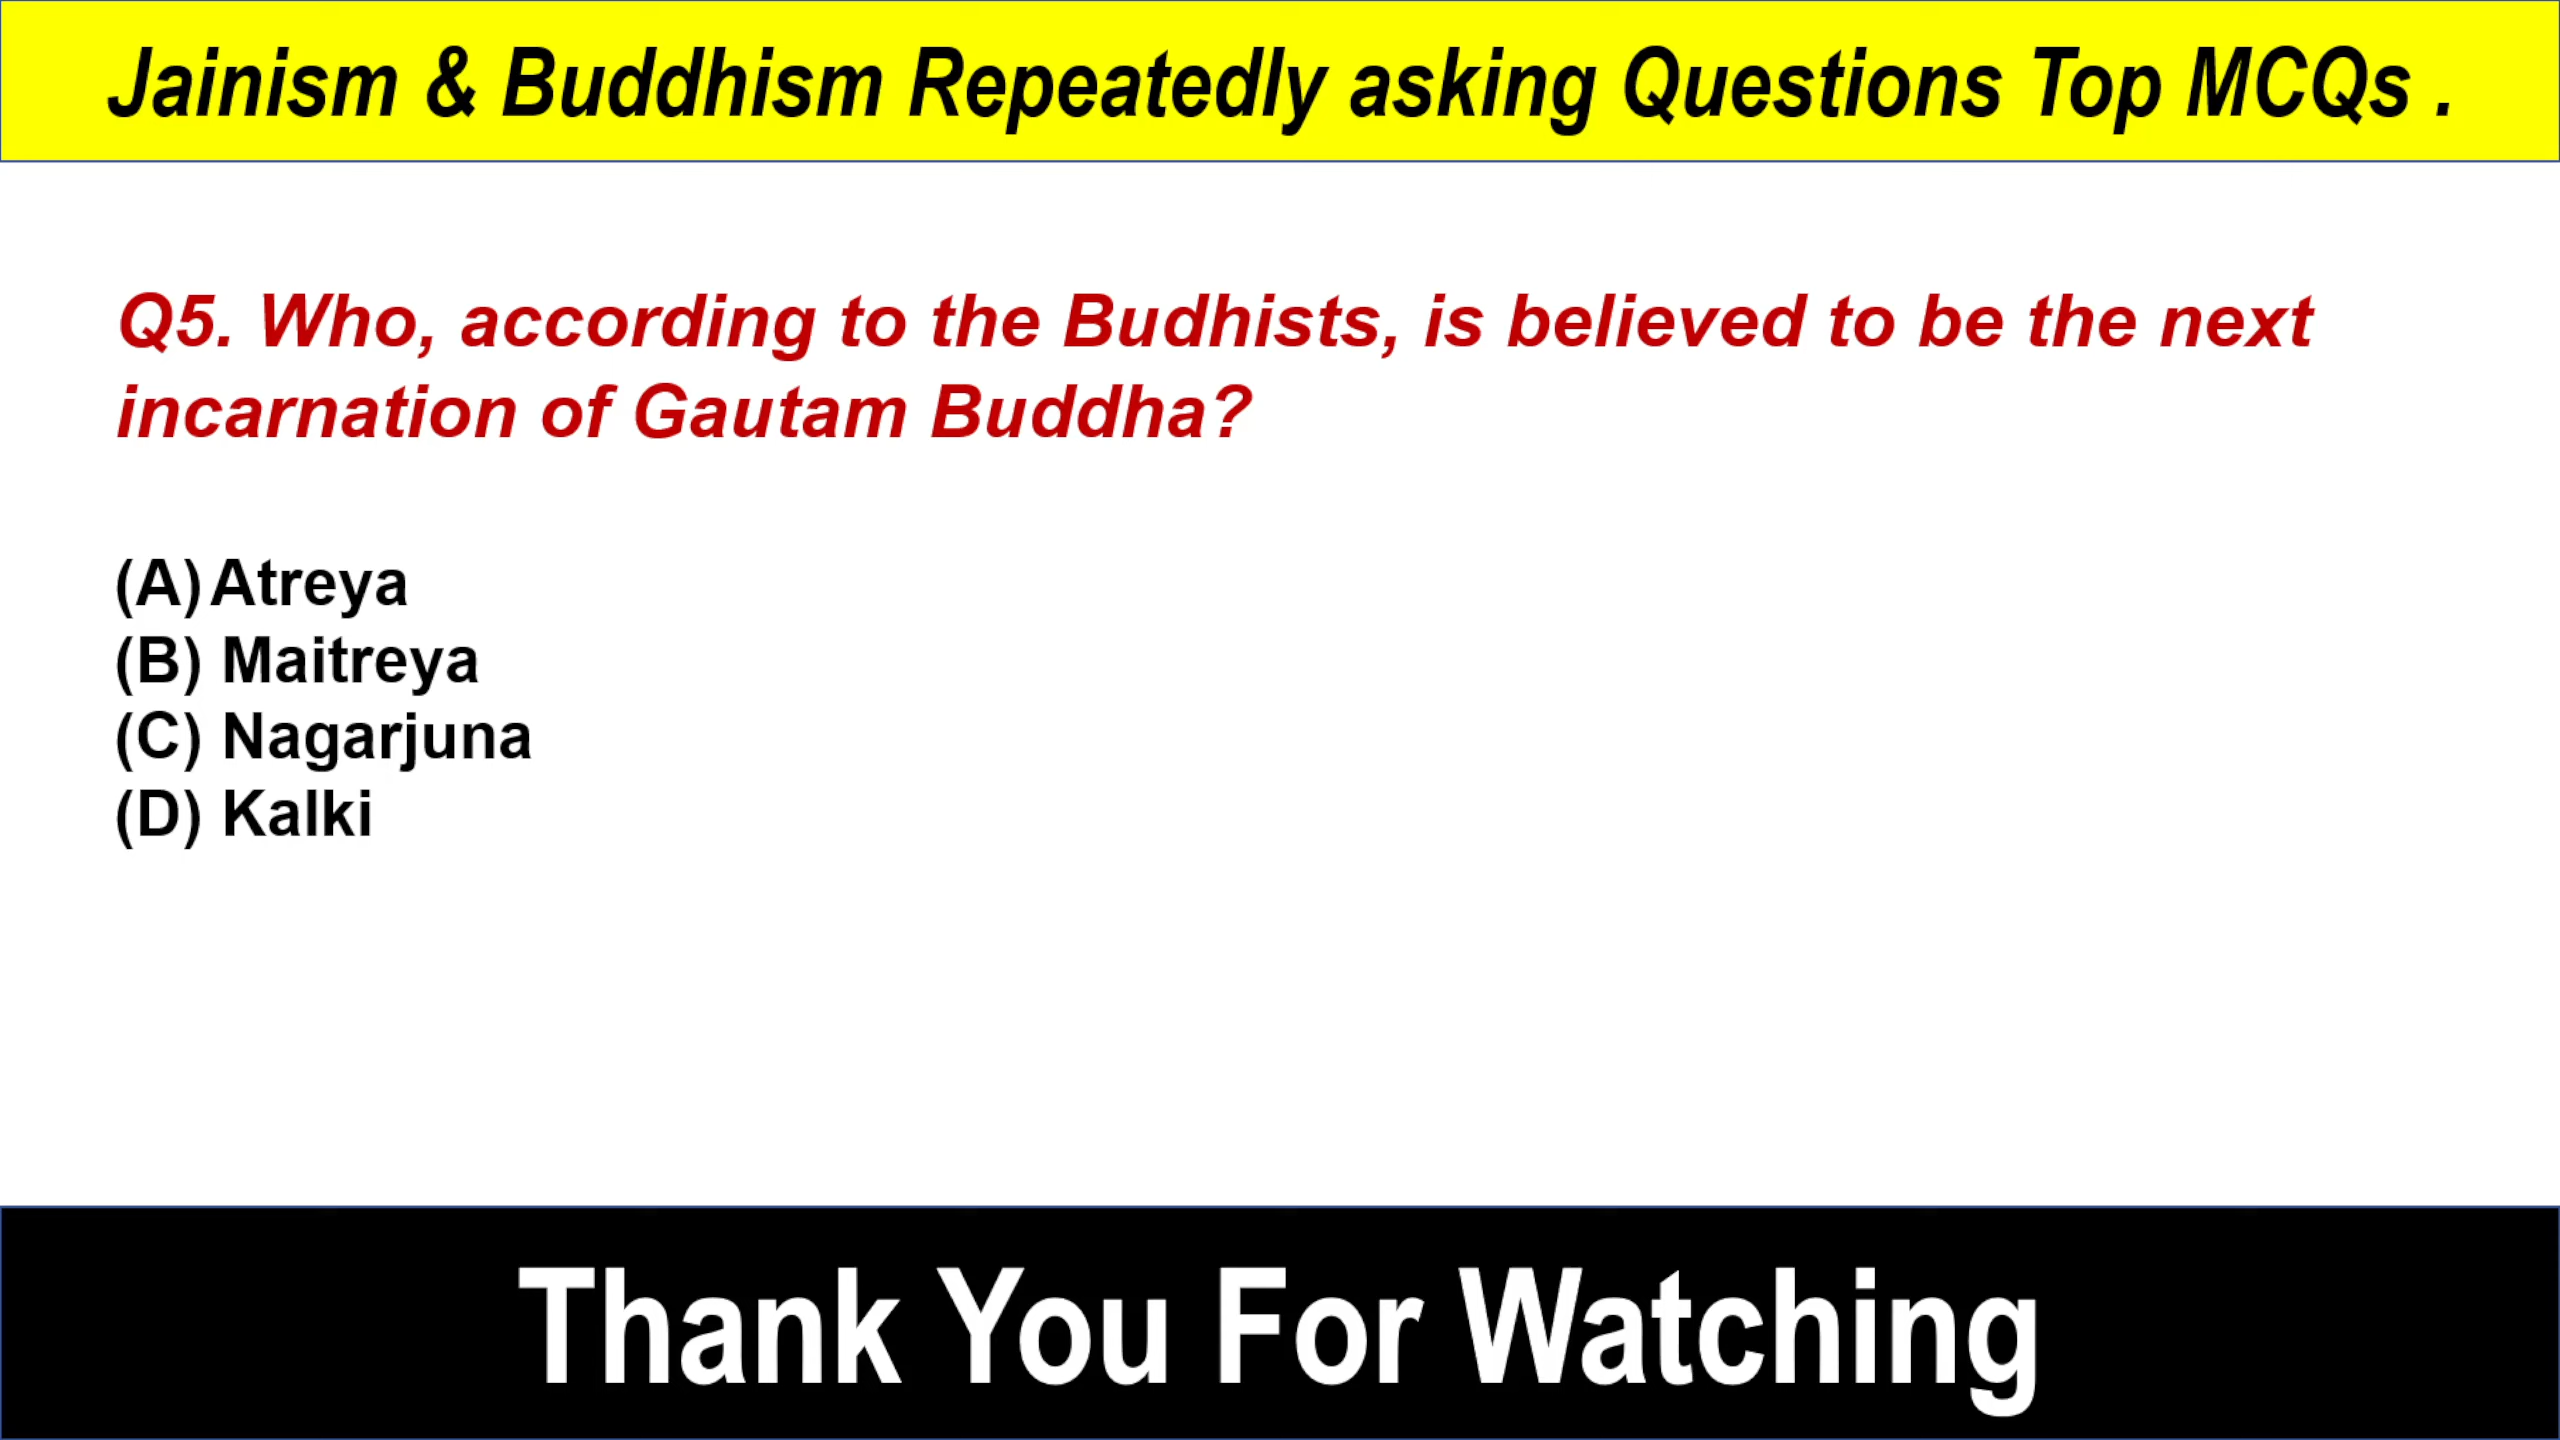 Jainism & Buddhism Repeatedly asking Questions Top MCQs .
Q5. Who, according to the Budhists, is believed to be the next
incarnation of Gautam Buddha?
(A) Atreya
(B) Maitreya
(C) Nagarjuna
(D) Kalki
Thank You For Watching